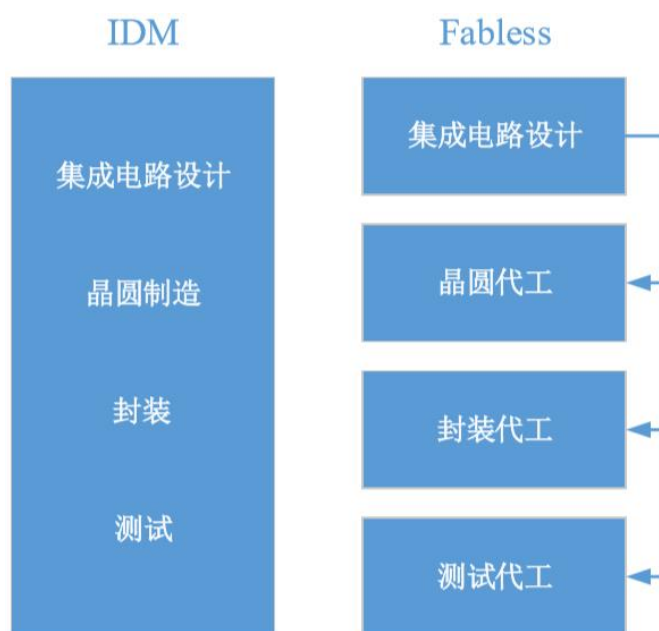 IDM
集成电路设计
晶圆制造
封装
测试
Fabless
集成电路设计
晶圆代工
封装代工
测试代工